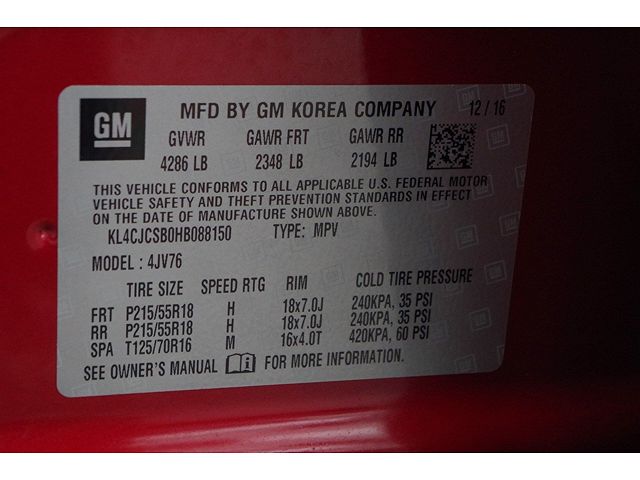 GM
MFD BY GM KOREA COMPANY 12/16
GVWR GAWR FRT GAWR RR
4286 LB 2348 LB 2194 LB
THIS VEHICLE CONFORMS TO ALL APPLICABLE U.S. FEDERAL MOTOR
VEHICLE SAFETY AND THEFT PREVENTION STANDARDS IN EFFECT
ON THE DATE OF MANUFACTURE SHOWN ABOVE.
KL4CJCSB0HB088150 TYPE: MPV
MODEL: 4JV76
TIRE SIZE SPEED RTG RIM COLD TIRE PRESSURE
FRT P215/55R18 H 18x7.0J 240KPA, 35 PSI
RR P215/55R18 H 18x7.0J 240KPA, 35 PSI
SPA T125/70R16 M 16x4.0T 420KPA, 60 PSI
SEE OWNER'S MANUAL FOR MORE INFORMATION.